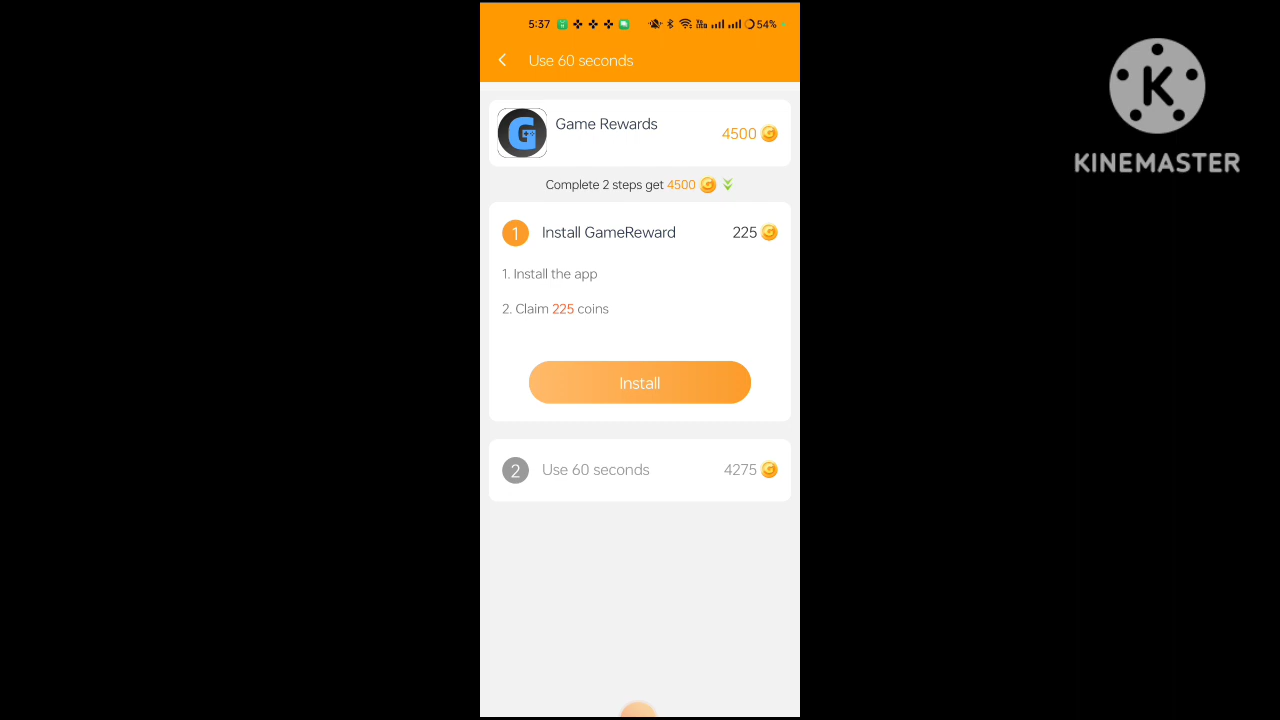 5:37 54%
Use 60 seconds
Game Rewards
4500
Complete 2 steps get 4500
1 Install GameReward 225
1. Install the app
2. Claim 225 coins
Install
2 Use 60 seconds 4275
K
KINEMASTER